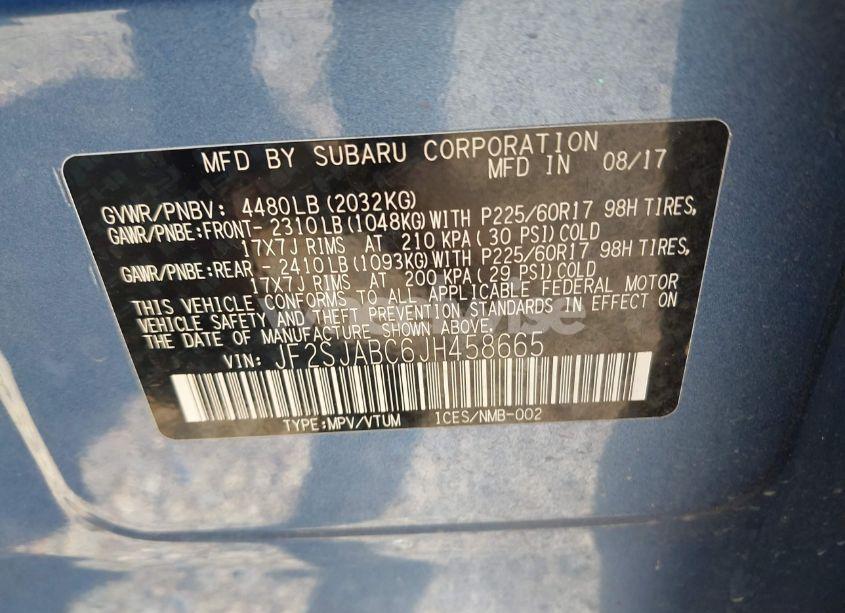 MFD BY SUBARU CORPORATION
MFD IN 08/17
GVWR/PNBV: 4480LB (2032KG)
GAWR/PNBE:FRONT- 2310LB (1048KG) WITH P225/60R17 98H TIRES,
17X7J RIMS AT 210 KPA( 30 PSI) COLD
GAWR/PNBE:REAR - 2410LB (1093KG) WITH P225/60R17 98H TIRES,
17X7J RIMS AT 200 KPA( 29 PSI) COLD
THIS VEHICLE CONFORMS TO ALL APPLICABLE FEDERAL MOTOR
VEHICLE SAFETY AND THEFT PREVENTION STANDARDS IN EFFECT ON
THE DATE OF MANUFACTURE SHOWN ABOVE.
VIN: JF2SJABC6JH458665
TYPE:MPV/VTUM ICES/NMB-002